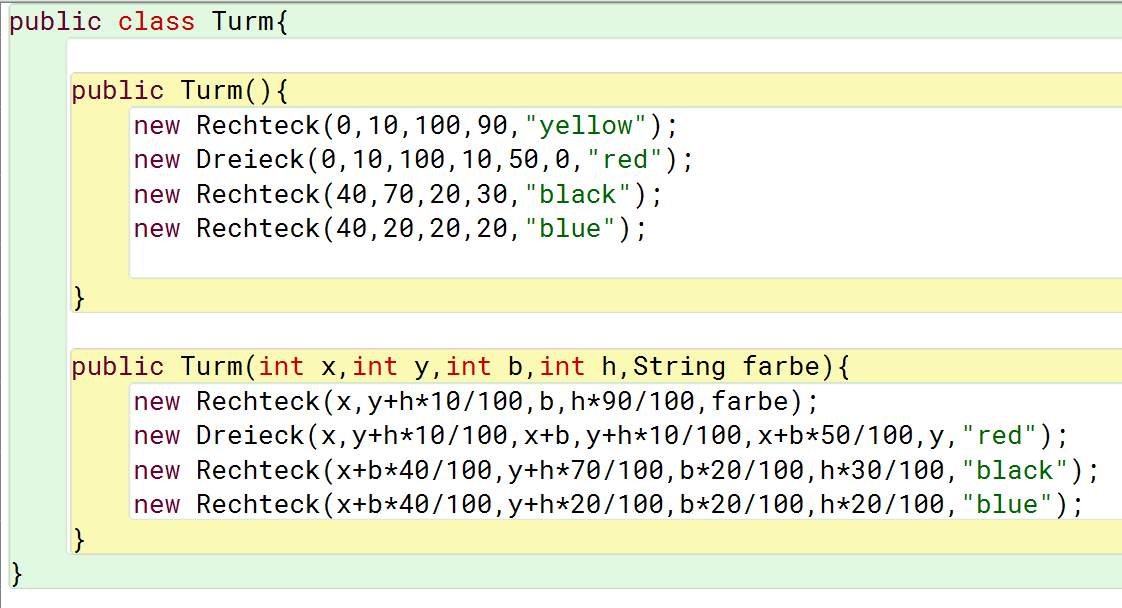 public class Turm{
public Turm(){
new Rechteck(0,10,100,90,"yellow");
new Dreieck(0,10,100,10,50,0,"red");
new Rechteck(40,70,20,30,"black");
new Rechteck(40,20,20,20,"blue");
}
public Turm(int x,int y,int b,int h,String farbe){
new Rechteck(x,y+h*10/100,b,h*90/100,farbe);
new Dreieck(x,y+h*10/100,x+b,y+h*10/100,x+b*50/100,y,"red");
new Rechteck(x+b*40/100,y+h*70/100,b*20/100,h*30/100,"black");
new Rechteck(x+b*40/100,y+h*20/100,b*20/100,h*20/100,"blue");
}
}